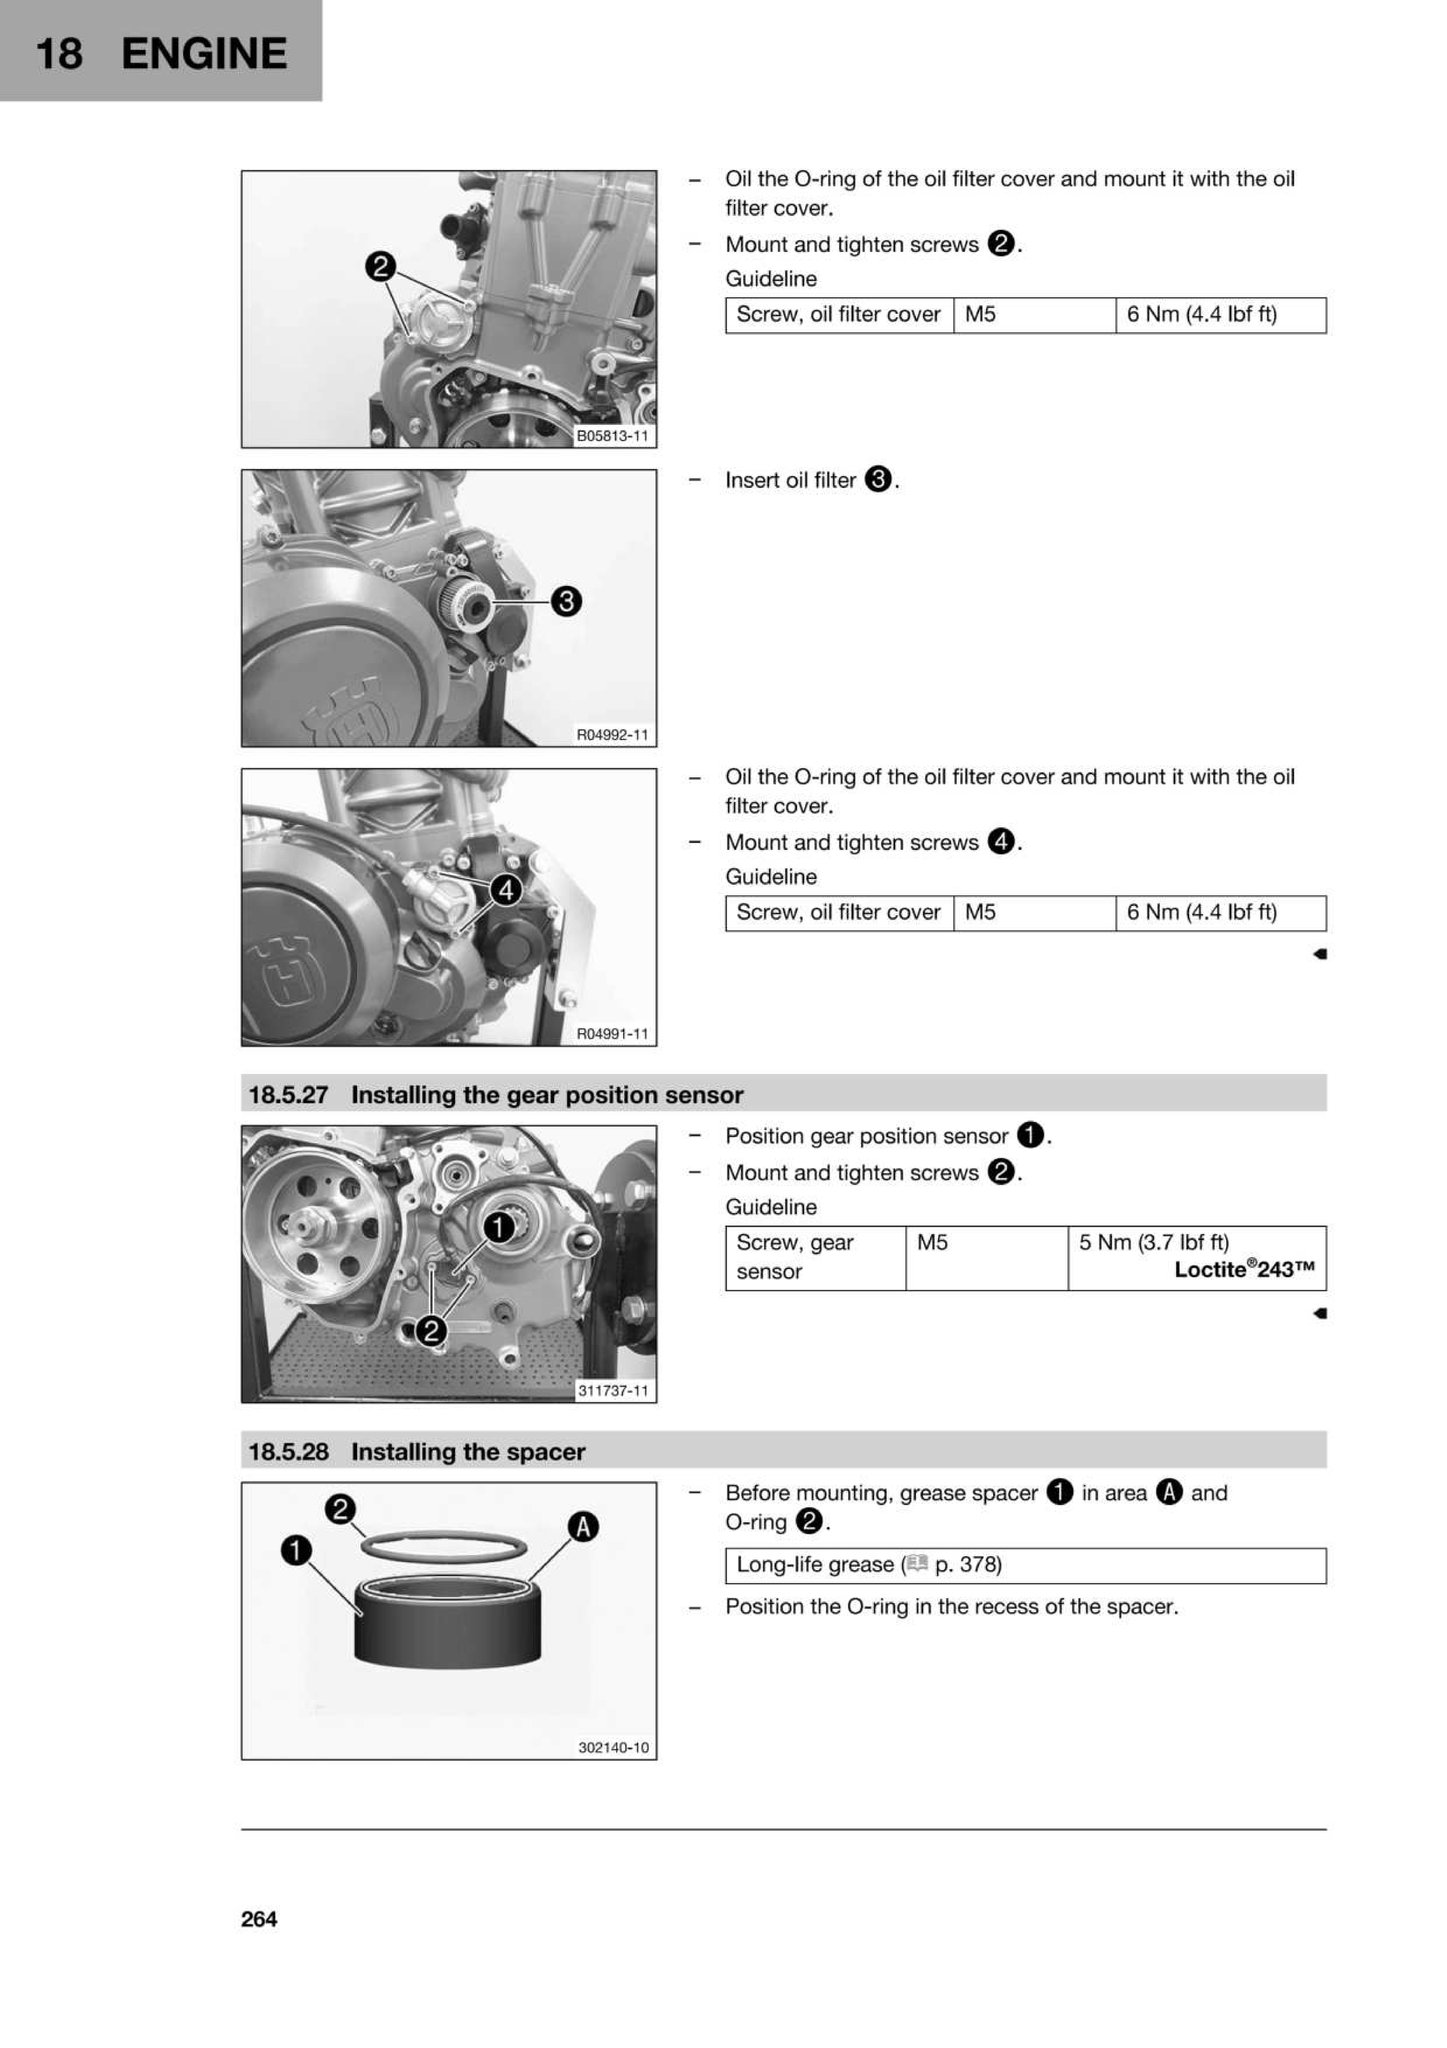 18 ENGINE
– Oil the O-ring of the oil filter cover and mount it with the oil
filter cover.
– Mount and tighten screws 2.
Guideline
Screw, oil filter cover M5 6 Nm (4.4 lbf ft)
2
B05813-11
– Insert oil filter 3.
3
R04992-11
– Oil the O-ring of the oil filter cover and mount it with the oil
filter cover.
– Mount and tighten screws 4.
Guideline
Screw, oil filter cover M5 6 Nm (4.4 lbf ft)
4
R04991-11
18.5.27 Installing the gear position sensor
– Position gear position sensor 1.
– Mount and tighten screws 2.
Guideline
Screw, gear M5 5 Nm (3.7 lbf ft)
sensor Loctite®243™
1
2
311737-11
18.5.28 Installing the spacer
– Before mounting, grease spacer 1 in area A and
O-ring 2.
Long-life grease (p. 378)
– Position the O-ring in the recess of the spacer.
2
A
1
302140-10
264